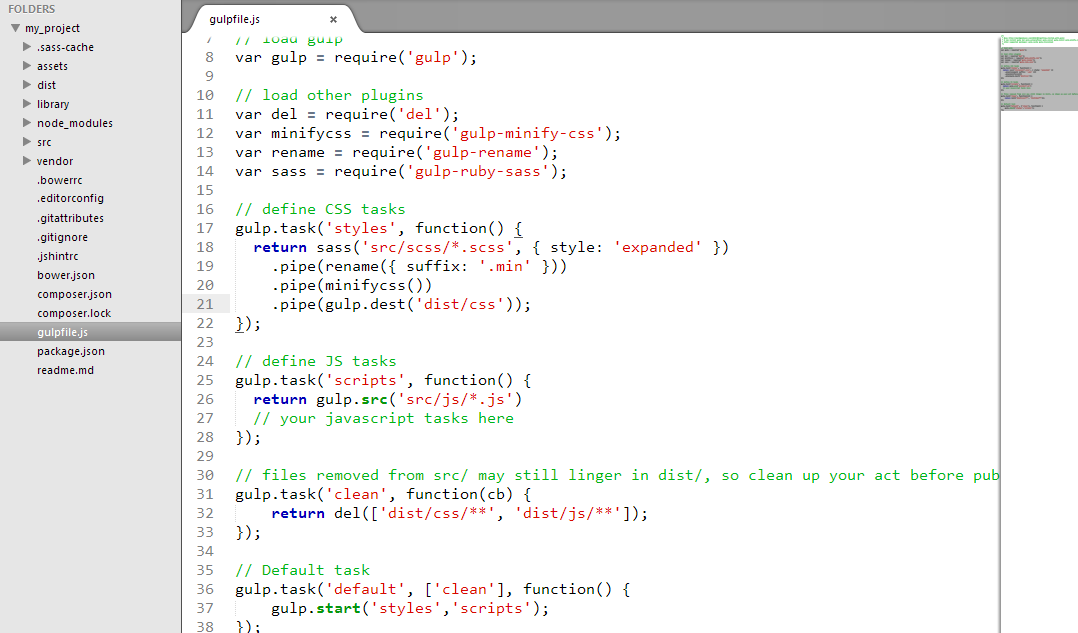 FOLDERS
my_project
.sass-cache
assets
dist
library
node_modules
src
vendor
.bowerrc
.editorconfig
.gitattributes
.gitignore
.jshintrc
bower.json
composer.json
composer.lock
gulpfile.js
package.json
readme.md
gulpfile.js ×
7 // load gulp
8 var gulp = require('gulp');
9
10 // load other plugins
11 var del = require('del');
12 var minifycss = require('gulp-minify-css');
13 var rename = require('gulp-rename');
14 var sass = require('gulp-ruby-sass');
15
16 // define CSS tasks
17 gulp.task('styles', function() {
18   return sass('src/scss/*.scss', { style: 'expanded' })
19     .pipe(rename({ suffix: '.min' }))
20     .pipe(minifycss())
21     .pipe(gulp.dest('dist/css'));
22 });
23
24 // define JS tasks
25 gulp.task('scripts', function() {
26   return gulp.src('src/js/*.js')
27   // your javascript tasks here
28 });
29
30 // files removed from src/ may still linger in dist/, so clean up your act before pub
31 gulp.task('clean', function(cb) {
32     return del(['dist/css/**', 'dist/js/**']);
33 });
34
35 // Default task
36 gulp.task('default', ['clean'], function() {
37     gulp.start('styles','scripts');
38 });